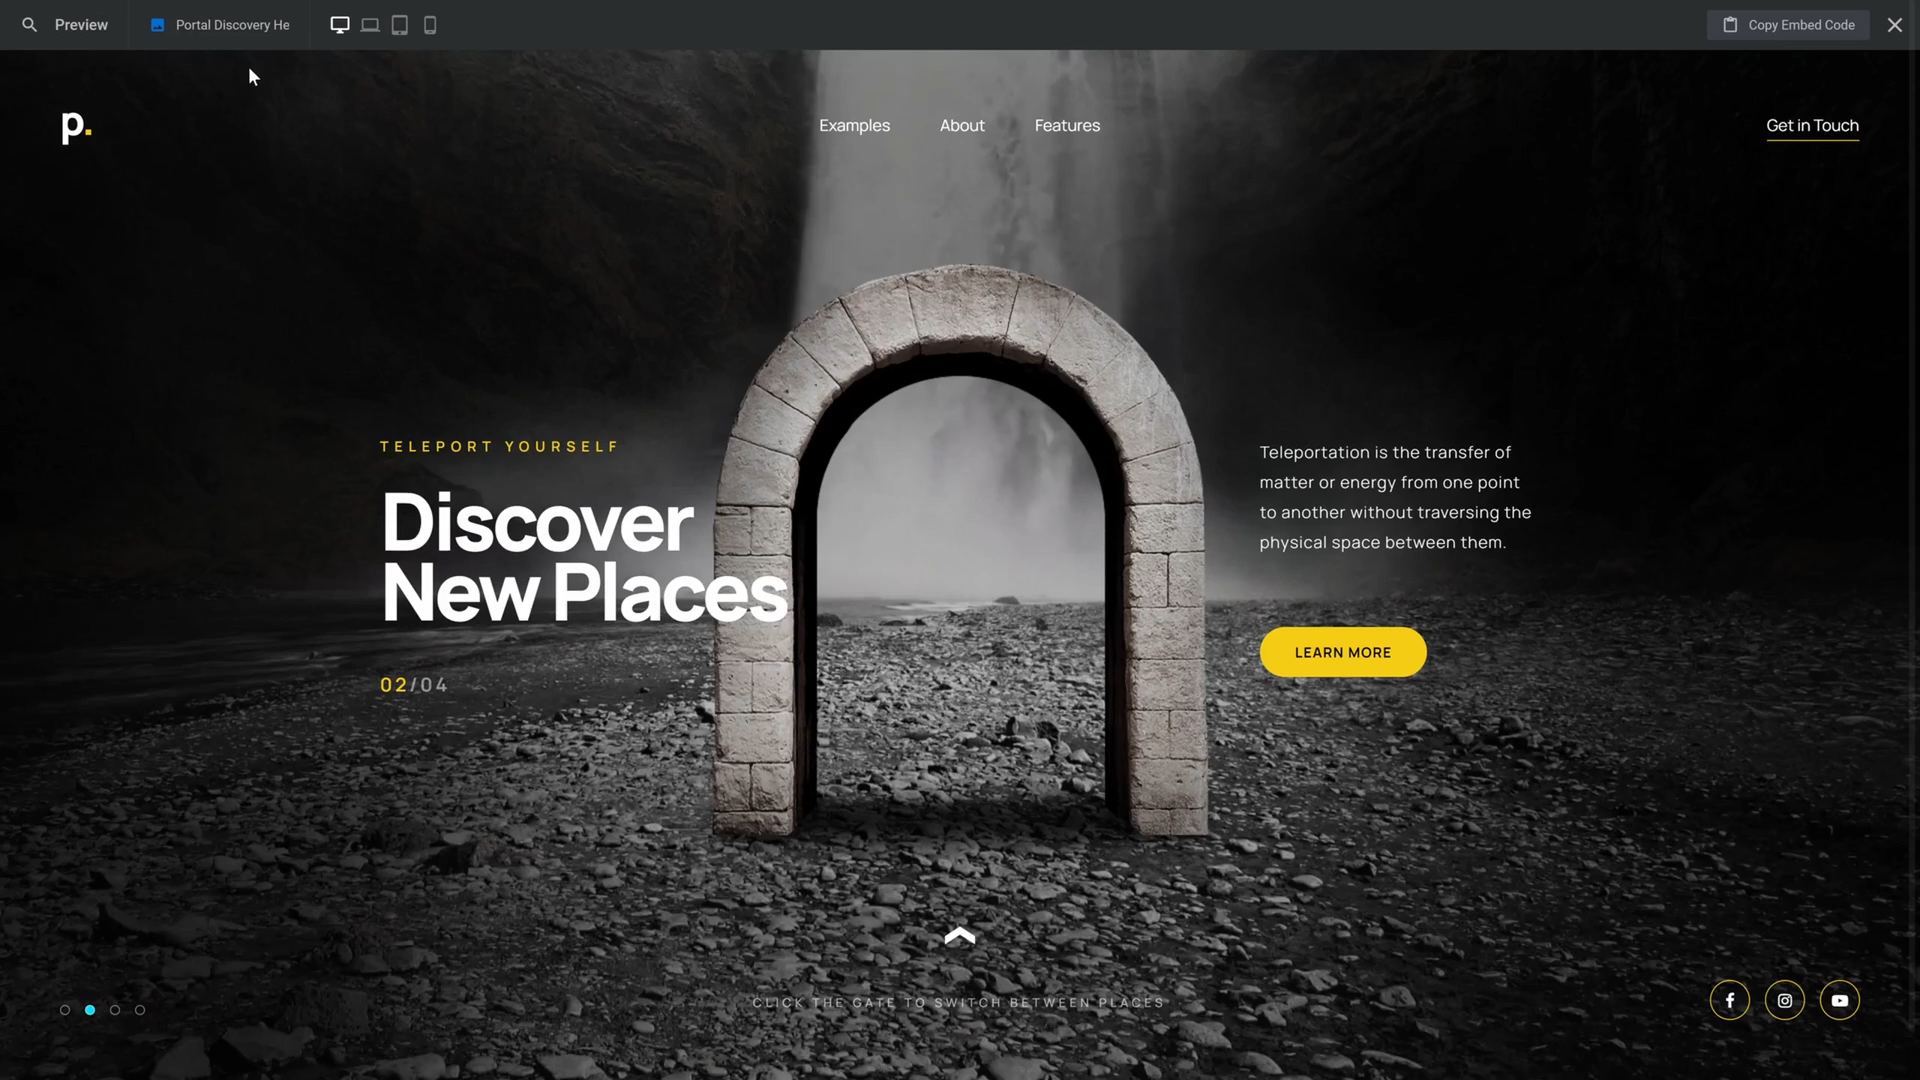 Preview
Portal Discovery He
Copy Embed Code
p.
Examples
About
Features
Get in Touch
TELEPORT YOURSELF
Discover
New Places
02/04
Teleportation is the transfer of
matter or energy from one point
to another without traversing the
physical space between them.
LEARN MORE
CLICK THE GATE TO SWITCH BETWEEN PLACES